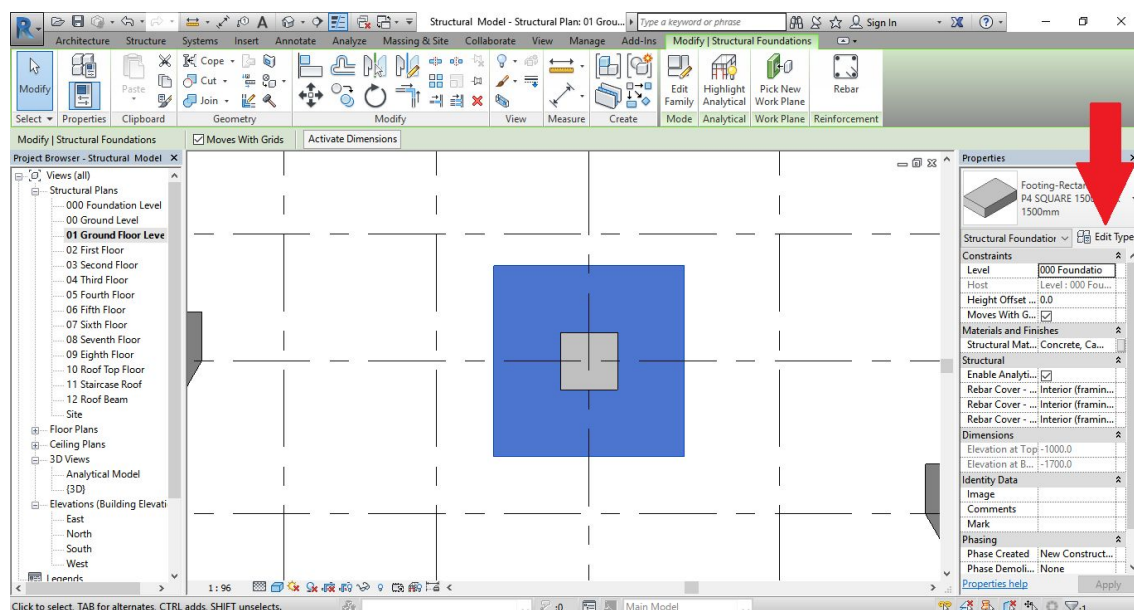 Structural Model - Structural Plan: 01 Grou... Type a keyword or phrase Sign In
Architecture Structure Systems Insert Annotate Analyze Massing & Site Collaborate View Manage Add-Ins Modify | Structural Foundations
Modify Paste Cope Cut Join Edit Family Highlight Analytical Pick New Work Plane Rebar
Select Properties Clipboard Geometry Modify View Measure Create Mode Analytical Work Plane Reinforcement
Modify | Structural Foundations Moves With Grids Activate Dimensions
Project Browser - Structural Model
Views (all)
Structural Plans
000 Foundation Level
00 Ground Level
01 Ground Floor Leve
02 First Floor
03 Second Floor
04 Third Floor
05 Fourth Floor
06 Fifth Floor
07 Sixth Floor
08 Seventh Floor
09 Eighth Floor
10 Roof Top Floor
11 Staircase Roof
12 Roof Beam
Site
Floor Plans
Ceiling Plans
3D Views
Analytical Model
{3D}
Elevations (Building Elevati
East
North
South
West
Legends
1 : 96
Properties
Footing-Rectan
P4 SQUARE 150
1500mm
Structural Foundatior Edit Type
Constraints
Level 000 Foundatio
Host Level : 000 Fou...
Height Offset ... 0.0
Moves With G...
Materials and Finishes
Structural Mat... Concrete, Ca...
Structural
Enable Analyti...
Rebar Cover - ... Interior (framin...
Rebar Cover - ... Interior (framin...
Rebar Cover - ... Interior (framin...
Dimensions
Elevation at Top -1000.0
Elevation at B... -1700.0
Identity Data
Image
Comments
Mark
Phasing
Phase Created New Construct...
Phase Demoli... None
Properties help Apply
Click to select, TAB for alternates, CTRL adds, SHIFT unselects. :0 Main Model :1